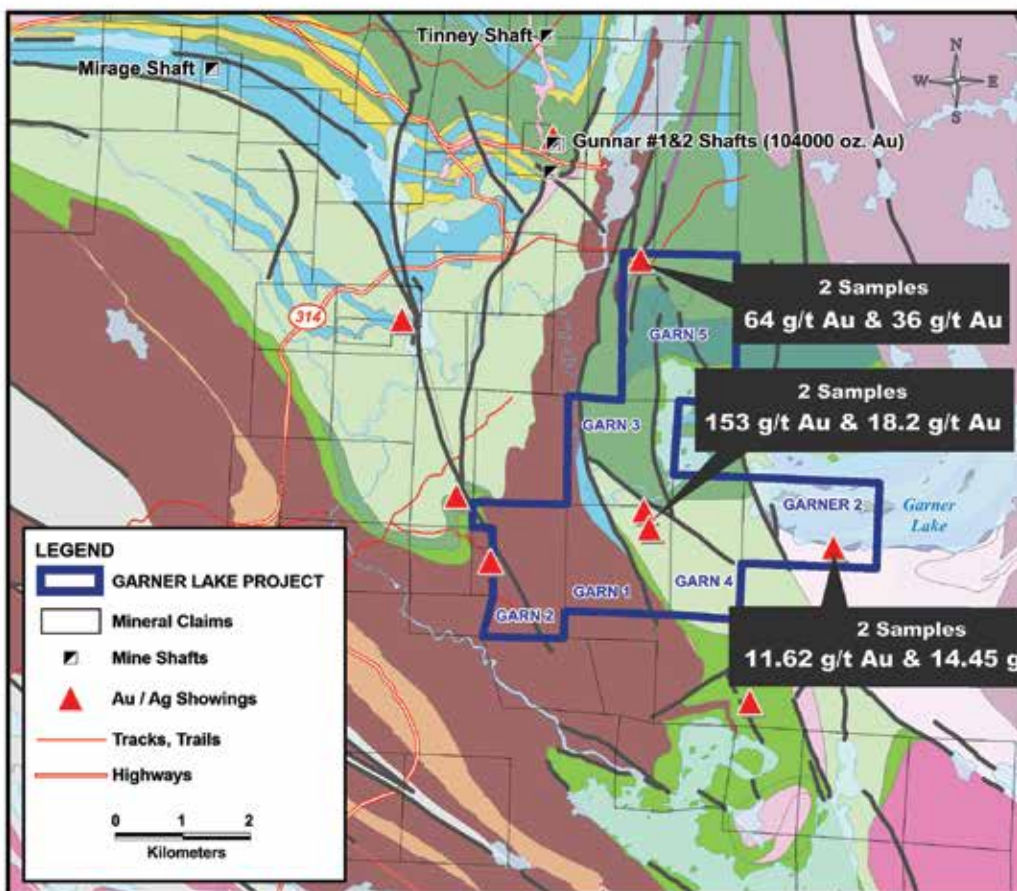 Tinney Shaft
Mirage Shaft
N
W E
S
Gunnar #1&2 Shafts (104000 oz. Au)
2 Samples
64 g/t Au & 36 g/t Au
314
GARN 5
2 Samples
153 g/t Au & 18.2 g/t Au
GARN 3
GARNER 2
Garner
Lake
LEGEND
GARNER LAKE PROJECT
Mineral Claims
Mine Shafts
Au / Ag Showings
Tracks, Trails
Highways
0 1 2
Kilometers
GARN 4
GARN 1
GARN 2
2 Samples
11.62 g/t Au & 14.45 g